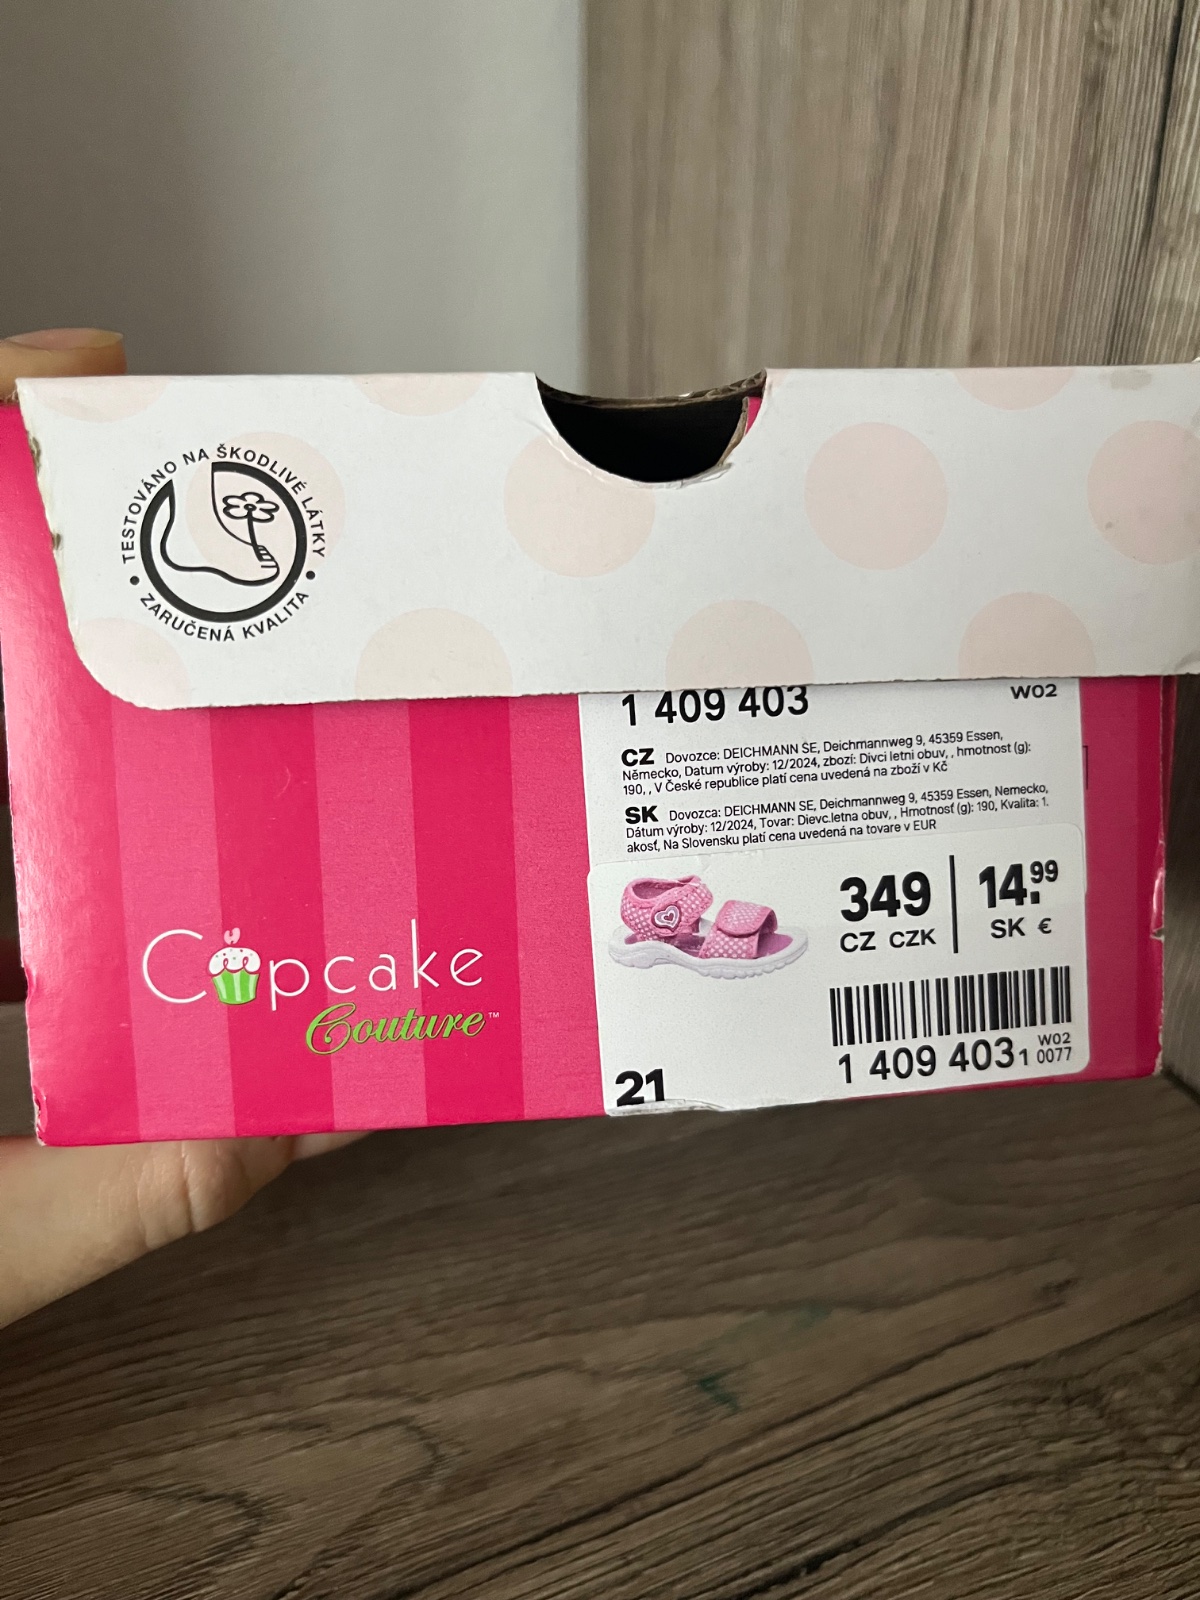 TESTOVÁNO NA ŠKODLIVÉ LÁTKY
• ZARUČENÁ KVALITA •
1 409 403
W02
CZ Dovozce: DEICHMANN SE, Deichmannweg 9, 45359 Essen,
Německo, Datum výroby: 12/2024, zboží: Dívcí letní obuv, , hmotnost (g):
190, , V České republice platí cena uvedená na zboží v Kč
SK Dovozca: DEICHMANN SE, Deichmannweg 9, 45359 Essen, Nemecko,
Dátum výroby: 12/2024, Tovar: Dievc.letna obuv, , Hmotnosť (g): 190, Kvalita: 1.
akosť, Na Slovensku platí cena uvedená na tovare v EUR
349
CZ CZK
14.99
SK €
Cupcake
Couture™
21
1 409 403 1
W02
0077